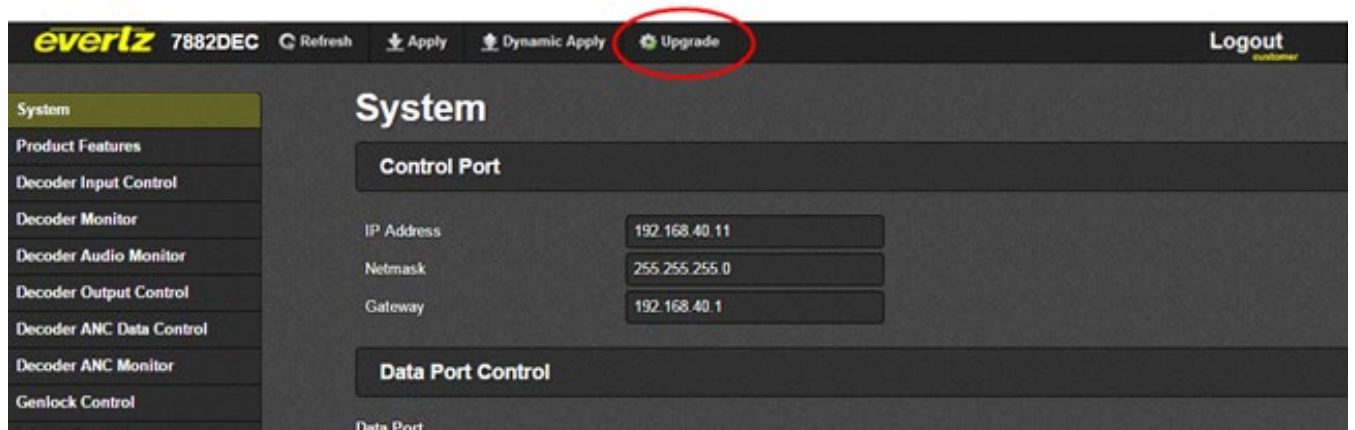 evertz 7882DEC Refresh Apply Dynamic Apply Upgrade Logout
customer
System
Product Features
Decoder Input Control
Decoder Monitor
Decoder Audio Monitor
Decoder Output Control
Decoder ANC Data Control
Decoder ANC Monitor
Genlock Control
System
Control Port
IP Address 192.168.40.11
Netmask 255.255.255.0
Gateway 192.168.40.1
Data Port Control
Data Port